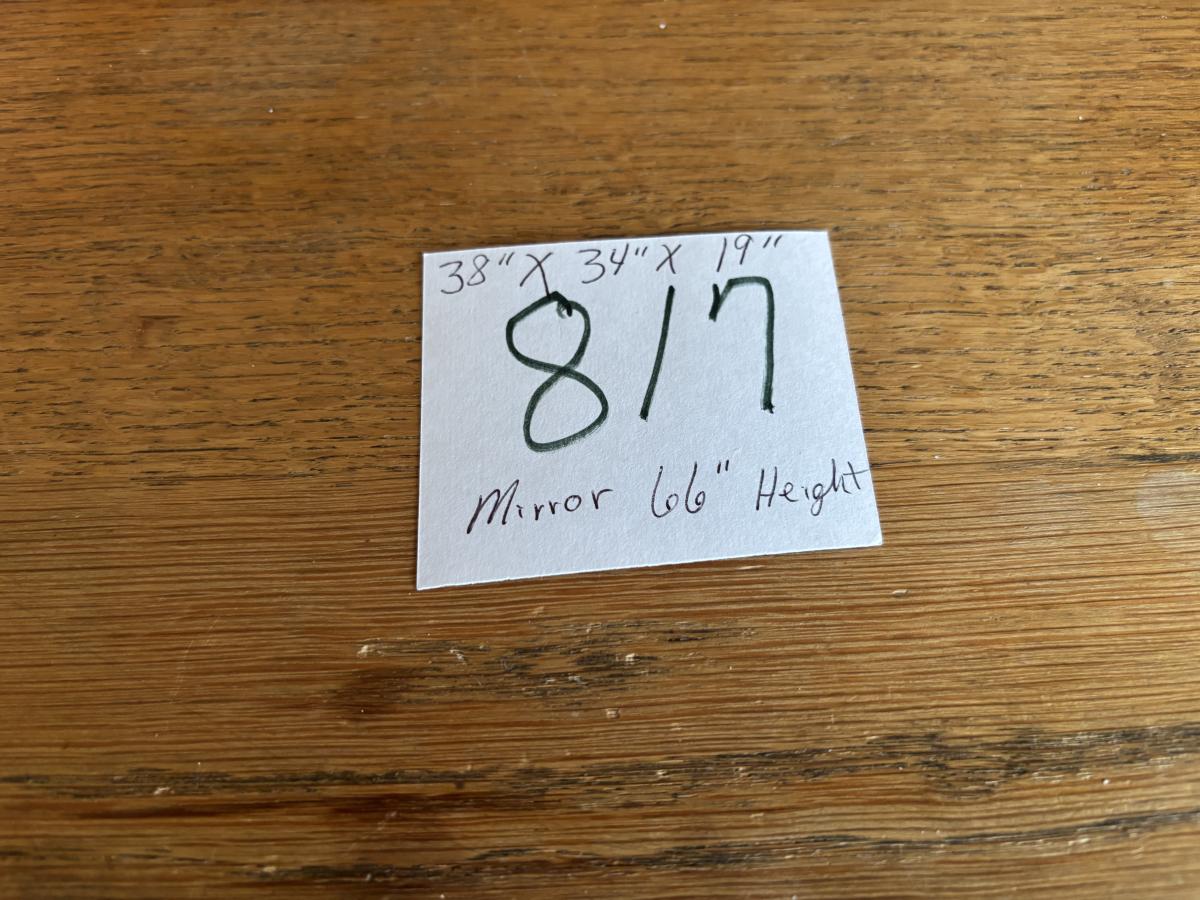 38" X 34" X 19"
817
Mirror 66" Height